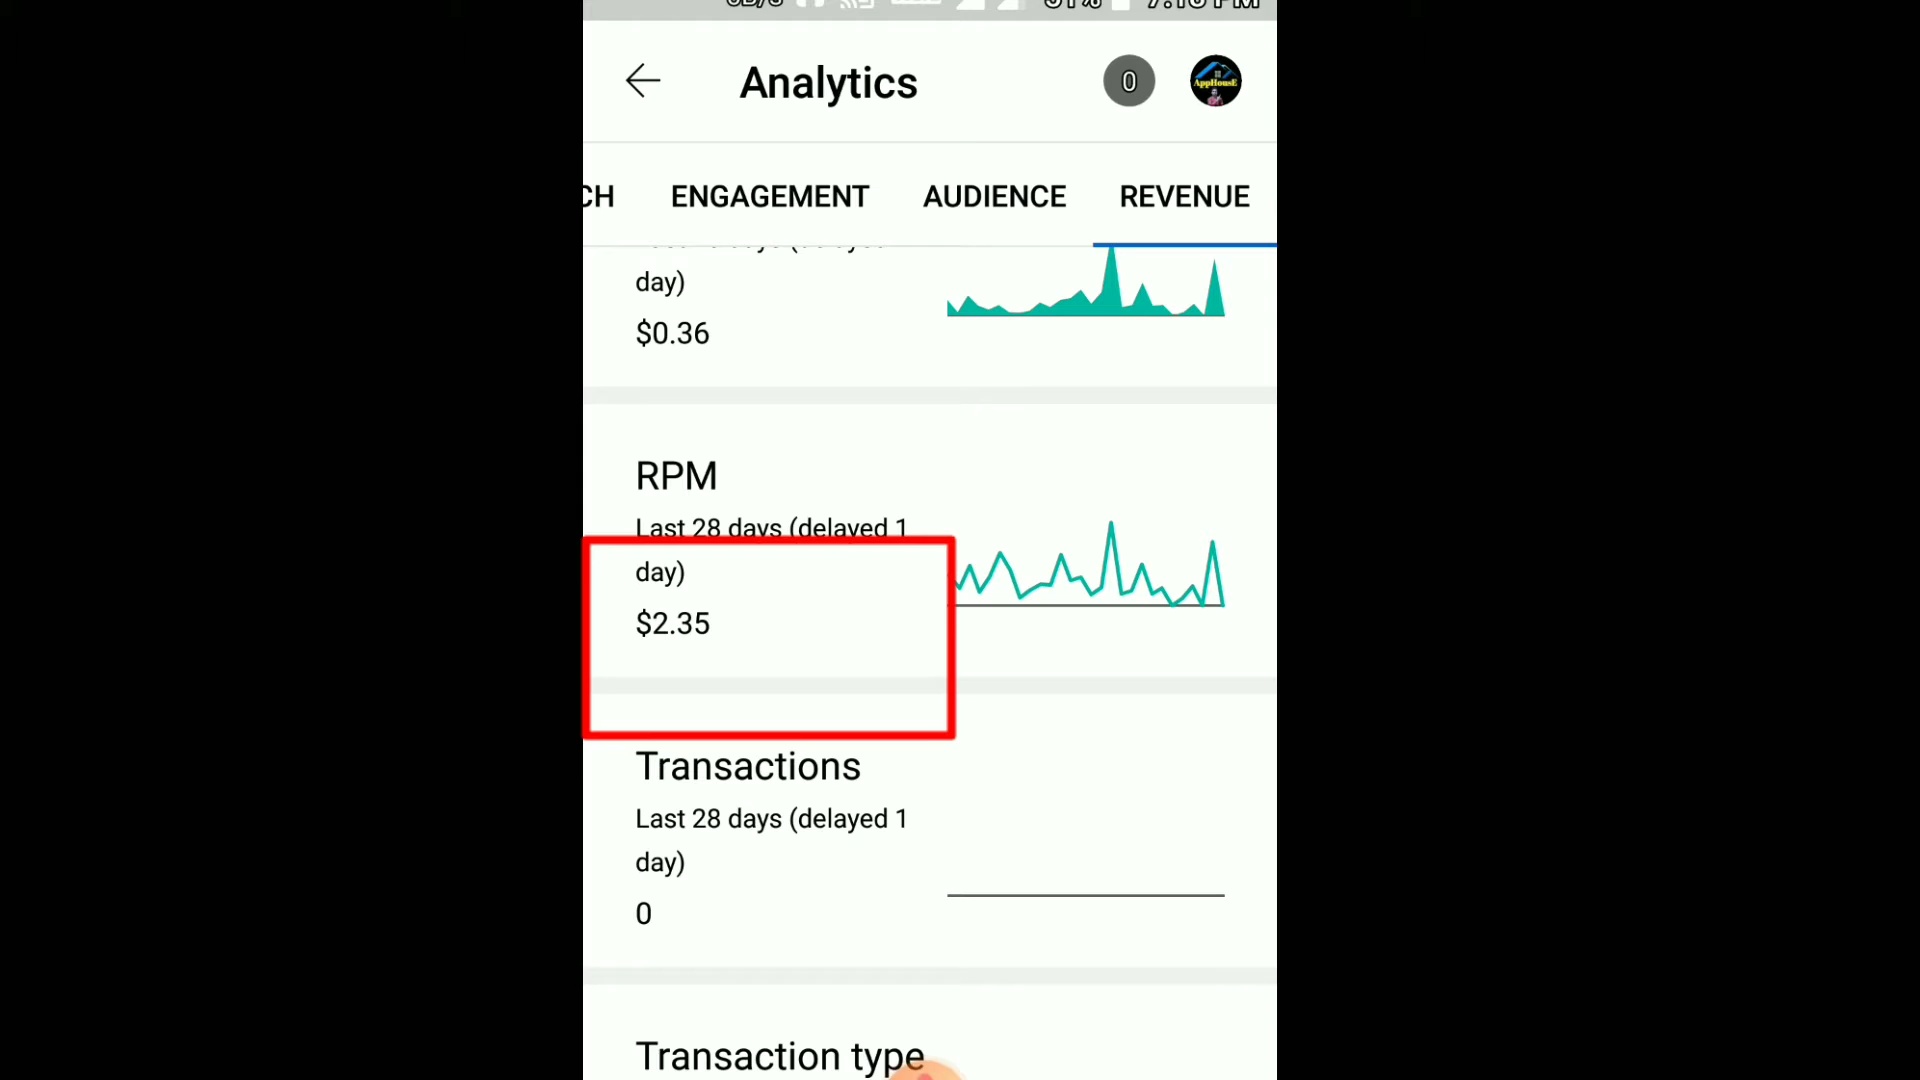 Analytics
0
AppHousE
CH
ENGAGEMENT
AUDIENCE
REVENUE
day)
$0.36
RPM
Last 28 days (delayed 1
day)
$2.35
Transactions
Last 28 days (delayed 1
day)
0
Transaction type